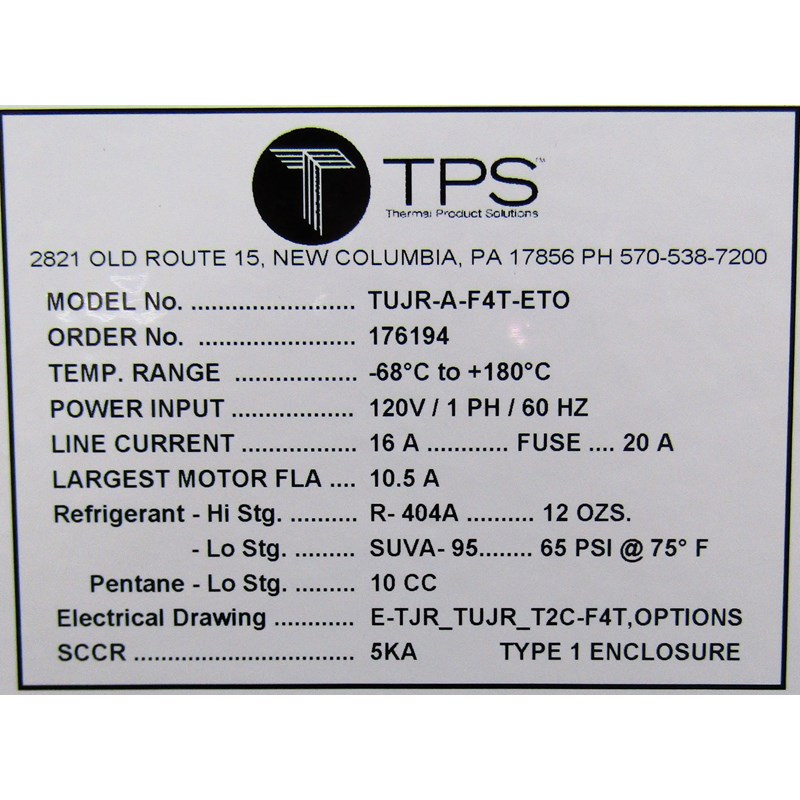 TPS™
Thermal Product Solutions
2821 OLD ROUTE 15, NEW COLUMBIA, PA 17856 PH 570-538-7200
MODEL No. ........................ TUJR-A-F4T-ETO
ORDER No. ....................... 176194
TEMP. RANGE .................. -68°C to +180°C
POWER INPUT .................. 120V / 1 PH / 60 HZ
LINE CURRENT ................. 16 A ............ FUSE .... 20 A
LARGEST MOTOR FLA .... 10.5 A
Refrigerant - Hi Stg. .......... R- 404A .......... 12 OZS.
- Lo Stg. ......... SUVA- 95........ 65 PSI @ 75° F
Pentane - Lo Stg. ......... 10 CC
Electrical Drawing ............ E-TJR_TUJR_T2C-F4T,OPTIONS
SCCR ................................ 5KA TYPE 1 ENCLOSURE